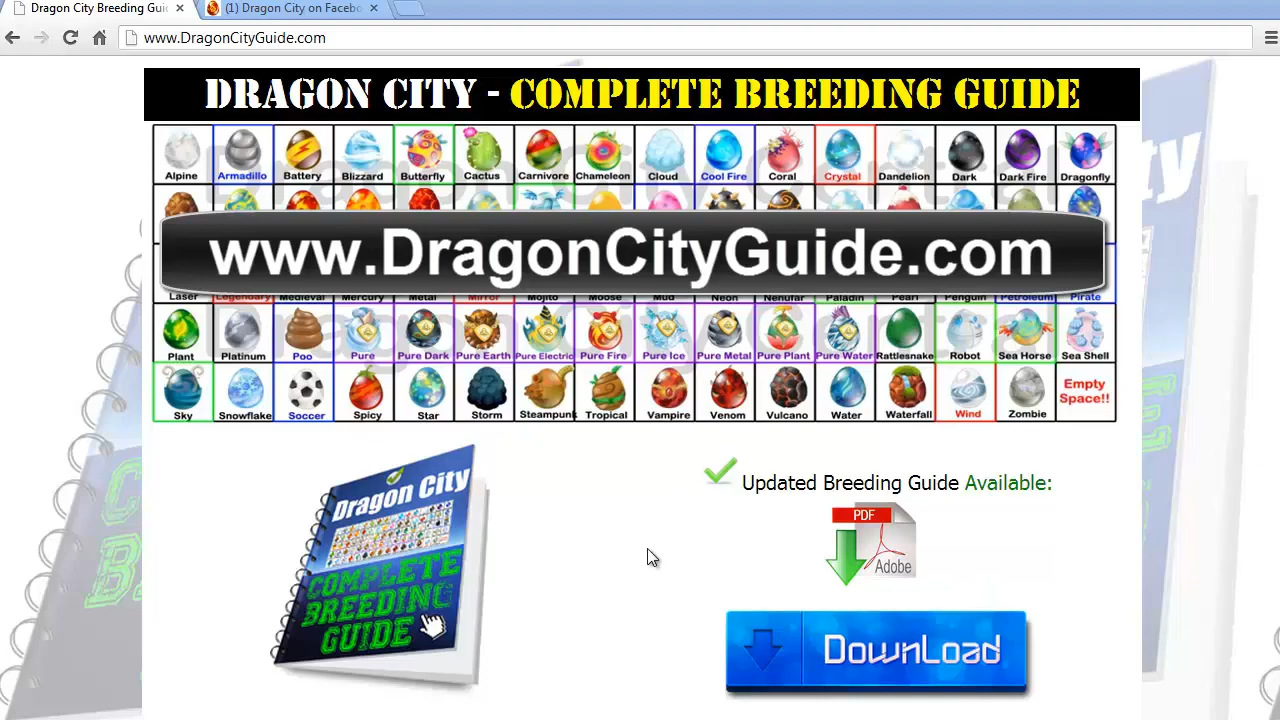 Dragon City Breeding Gui
(1) Dragon City on Facebo
www.DragonCityGuide.com
DRAGON CITY - COMPLETE BREEDING GUIDE
Alpine Armadillo Battery Blizzard Butterfly Cactus Carnivore Chameleon Cloud Cool Fire Coral Crystal Dandelion Dark Dark Fire Dragonfly
www.DragonCityGuide.com
Laser Legendary Medieval Mercury Metal Mirror Mojito Moose Mud Neon Nenufar Paladin Pearl Penguin Petroleum Pirate
Plant Platinum Poo Pure Pure Dark Pure Earth Pure Electric Pure Fire Pure Ice Pure Metal Pure Plant Pure Water Rattlesnake Robot Sea Horse Sea Shell
Empty
Space!!
Sky Snowflake Soccer Spicy Star Storm Steampunk Tropical Vampire Venom Vulcano Water Waterfall Wind Zombie
Dragon City
COMPLETE
BREEDING
GUIDE
Updated Breeding Guide Available:
PDF
Adobe
DownLoad